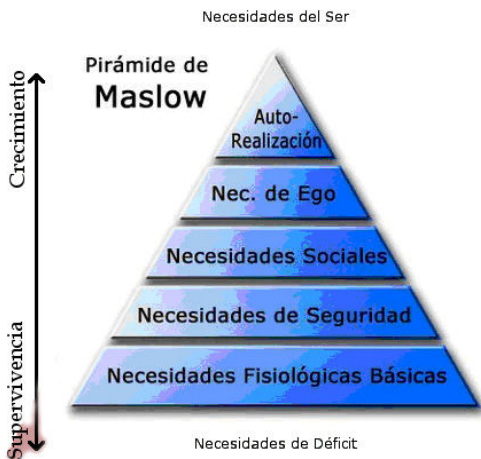 Necesidades del Ser
Pirámide de
Maslow
Crecimiento
Auto-
Realización
Nec. de Ego
Necesidades Sociales
Necesidades de Seguridad
Necesidades Fisiológicas Básicas
Supervivencia
Necesidades de Déficit